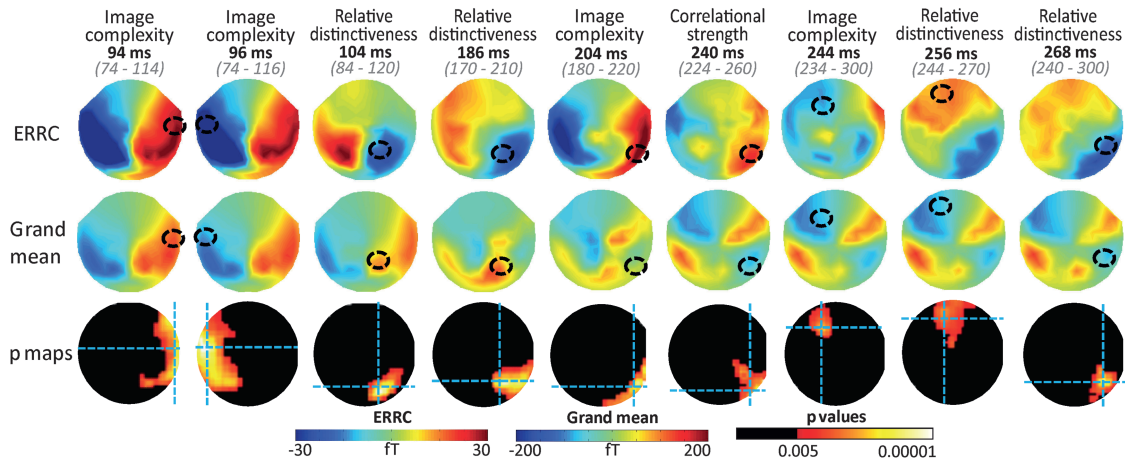 Image complexity 94 ms (74 - 114)
Image complexity 96 ms (74 - 116)
Relative distinctiveness 104 ms (84 - 120)
Relative distinctiveness 186 ms (170 - 210)
Image complexity 204 ms (180 - 220)
Correlational strength 240 ms (224 - 260)
Image complexity 244 ms (234 - 300)
Relative distinctiveness 256 ms (244 - 270)
Relative distinctiveness 268 ms (240 - 300)
ERRC
Grand
mean
p maps
ERRC
-30 fT 30
Grand mean
-200 fT 200
p values
0.005 0.00001